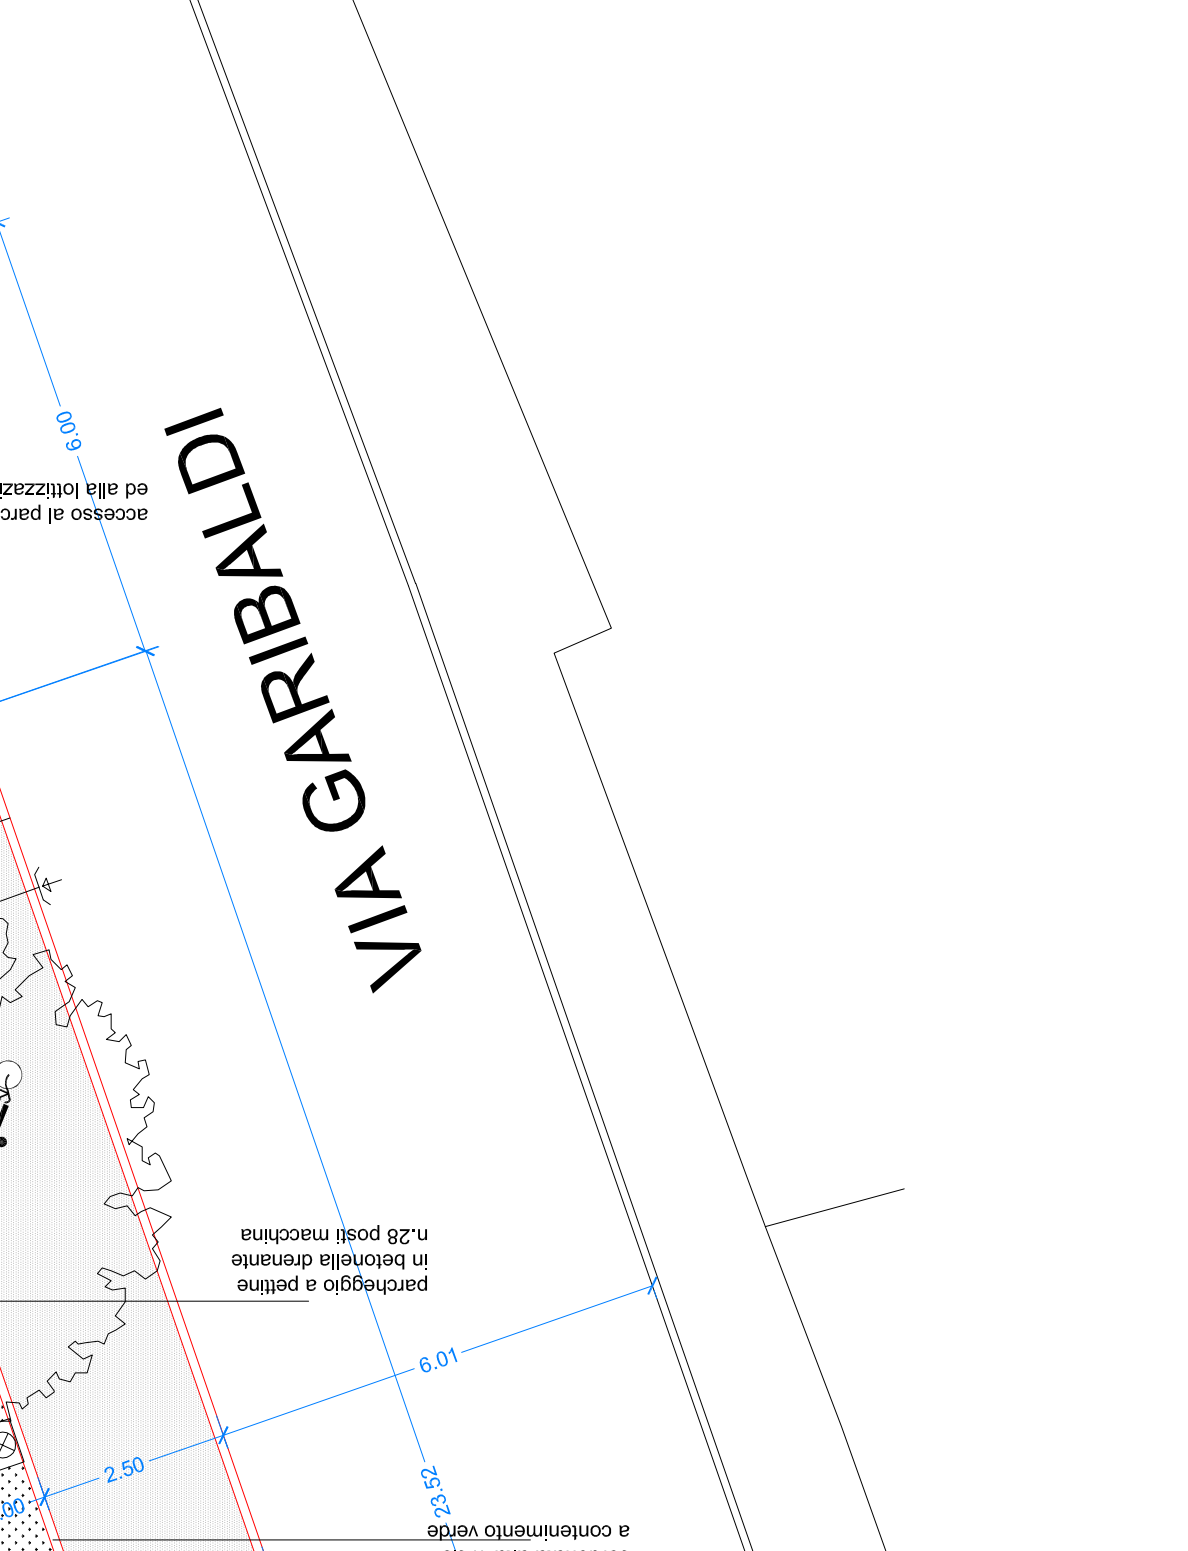 6.00
accesso al parc
ed alla lottizzazi
VIA GARIBALDI
parcheggio a pettine
in betonella drenante
n.28 posti macchina
6.01
2.50
.00
23.52
a contenimento verde